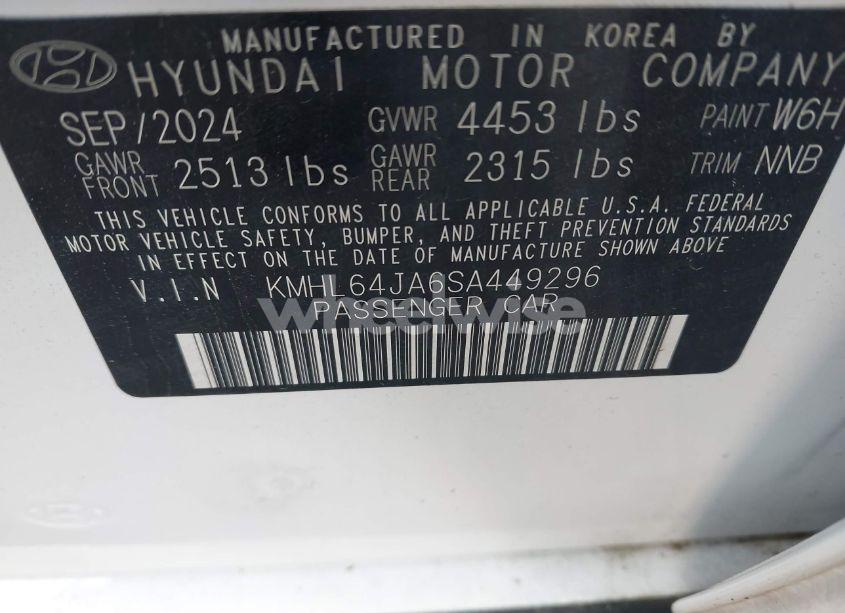 MANUFACTURED IN KOREA BY
HYUNDAI MOTOR COMPANY
SEP/2024 GVWR 4453 lbs PAINT W6H
GAWR FRONT 2513 lbs GAWR REAR 2315 lbs TRIM NNB
THIS VEHICLE CONFORMS TO ALL APPLICABLE U.S.A. FEDERAL
MOTOR VEHICLE SAFETY, BUMPER, AND THEFT PREVENTION STANDARDS
IN EFFECT ON THE DATE OF MANUFACTURE SHOWN ABOVE
V.I.N KMHL64JA6SA449296
PASSENGER CAR
wheelwise